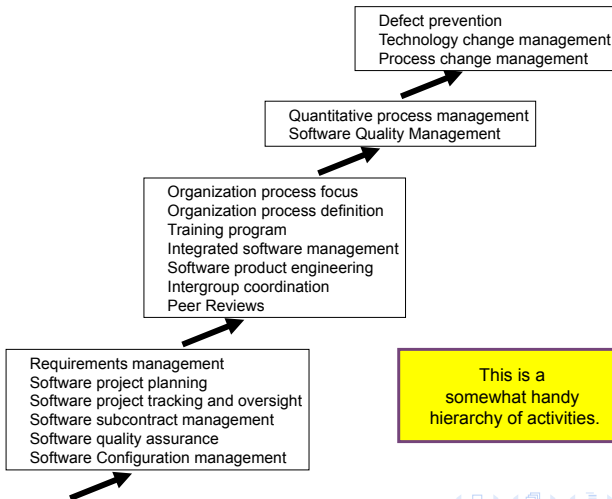 Defect prevention
Technology change management
Process change management
Quantitative process management
Software Quality Management
Organization process focus
Organization process definition
Training program
Integrated software management
Software product engineering
Intergroup coordination
Peer Reviews
Requirements management
Software project planning
Software project tracking and oversight
Software subcontract management
Software quality assurance
Software Configuration management
This is a
somewhat handy
hierarchy of activities.